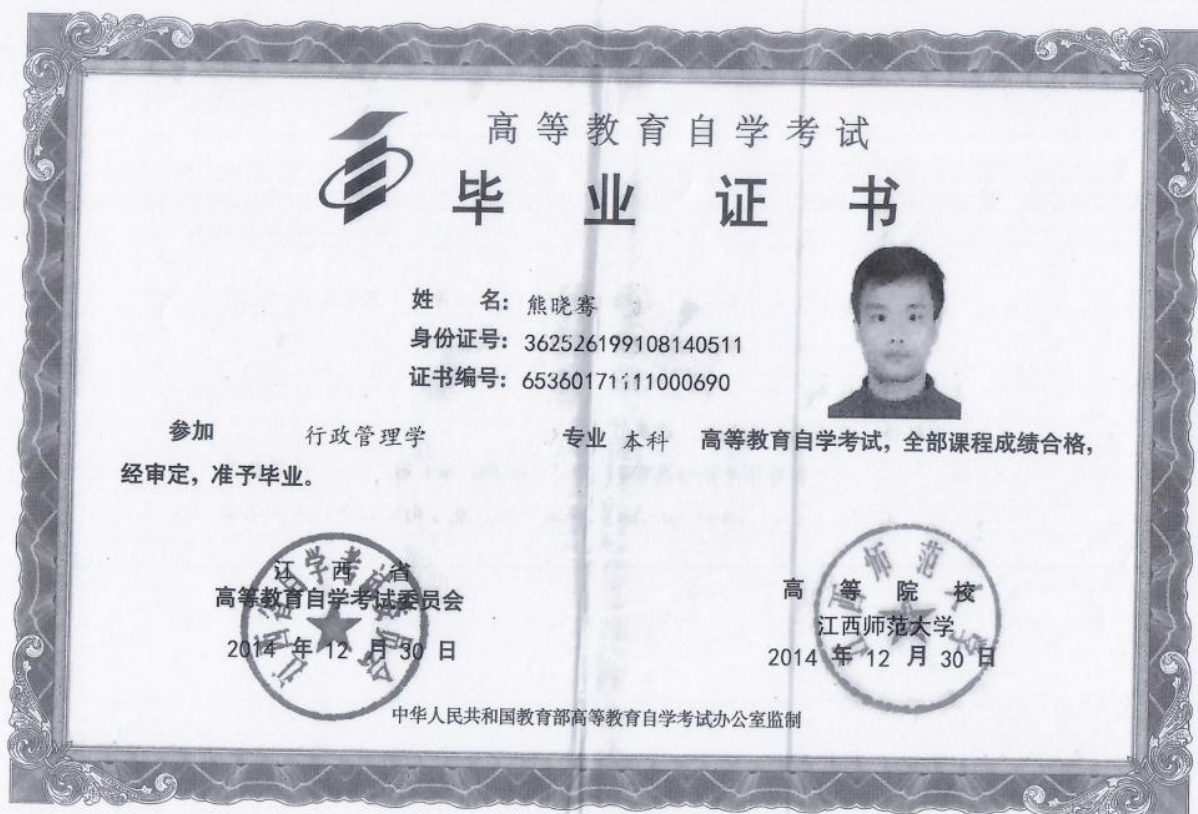 高等教育自学考试
毕业证书
姓 名：熊晓骞
身份证号：362526199108140511
证书编号：65360171111000690
参加 行政管理学 专业 本科 高等教育自学考试，全部课程成绩合格，
经审定，准予毕业。
江西省
高等教育自学考试委员会
2014 年 12 月 30 日
高等院校
江西师范大学
2014 年 12 月 30 日
江西师范大学
中华人民共和国教育部高等教育自学考试办公室监制